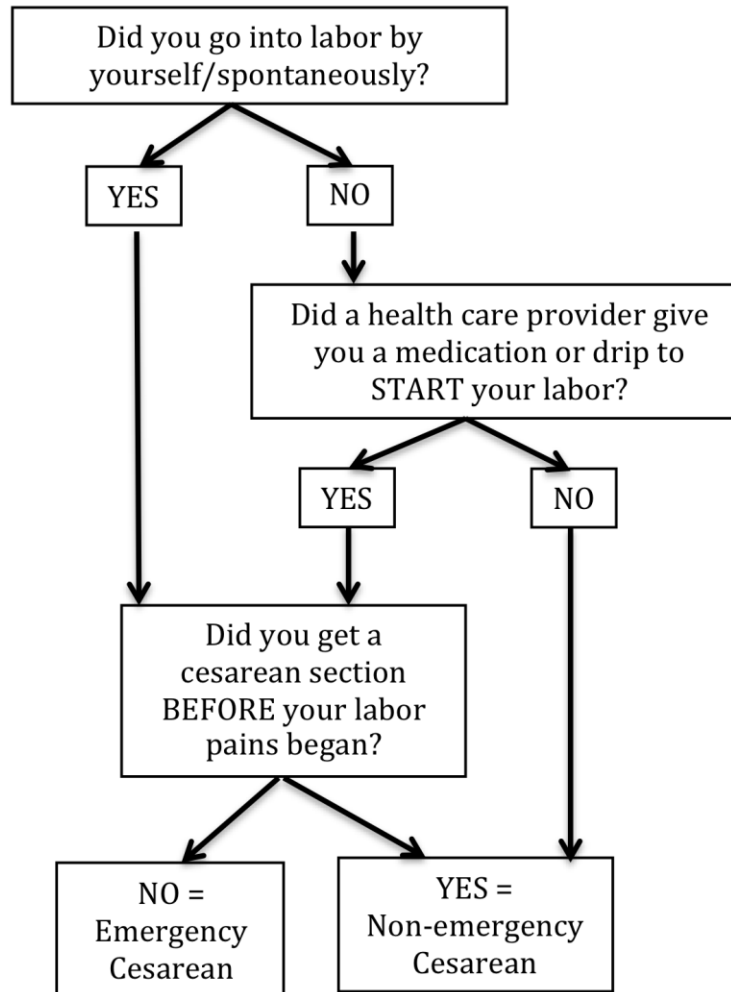 Did you go into labor by
yourself/spontaneously?
YES
NO
Did a health care provider give
you a medication or drip to
START your labor?
YES
NO
Did you get a
cesarean section
BEFORE your labor
pains began?
NO =
Emergency
Cesarean
YES =
Non-emergency
Cesarean